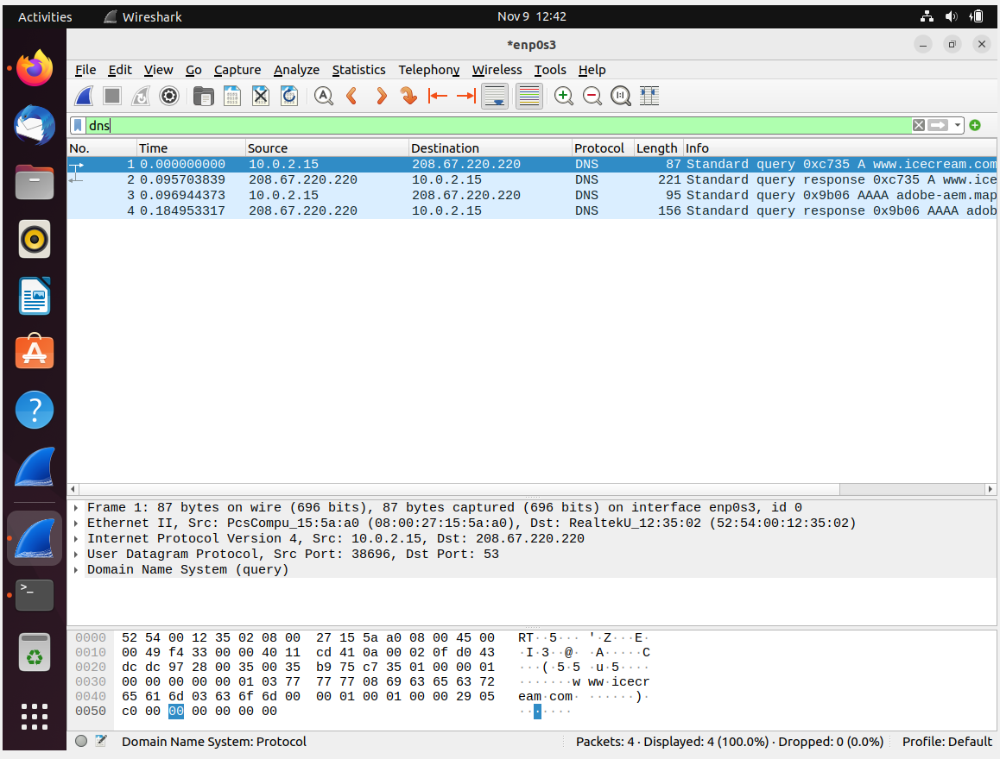 Activities Wireshark Nov 9 12:42
*enp0s3
File Edit View Go Capture Analyze Statistics Telephony Wireless Tools Help
dns
No. Time Source Destination Protocol Length Info
1 0.000000000 10.0.2.15 208.67.220.220 DNS 87 Standard query 0xc735 A www.icecream.com
2 0.095703839 208.67.220.220 10.0.2.15 DNS 221 Standard query response 0xc735 A www.ice
3 0.096944373 10.0.2.15 208.67.220.220 DNS 95 Standard query 0x9b06 AAAA adobe-aem.map
4 0.184953317 208.67.220.220 10.0.2.15 DNS 156 Standard query response 0x9b06 AAAA adob
Frame 1: 87 bytes on wire (696 bits), 87 bytes captured (696 bits) on interface enp0s3, id 0
Ethernet II, Src: PcsCompu_15:5a:a0 (08:00:27:15:5a:a0), Dst: RealtekU_12:35:02 (52:54:00:12:35:02)
Internet Protocol Version 4, Src: 10.0.2.15, Dst: 208.67.220.220
User Datagram Protocol, Src Port: 38696, Dst Port: 53
Domain Name System (query)
0000 52 54 00 12 35 02 08 00 27 15 5a a0 08 00 45 00 RT··5··· '·Z···E·
0010 00 49 f4 33 00 00 40 11 cd 41 0a 00 02 0f d0 43 ·I·3··@· ·A·····C
0020 dc dc 97 28 00 35 00 35 b9 75 c7 35 01 00 00 01 ···(·5·5 ·u·5····
0030 00 00 00 00 00 01 03 77 77 77 08 69 63 65 63 72 ·······w ww·icecr
0040 65 61 6d 03 63 6f 6d 00 00 01 00 01 00 00 29 05 eam·com· ······)·
0050 c0 00 00 00 00 00 00 ·······
Domain Name System: Protocol Packets: 4 · Displayed: 4 (100.0%) · Dropped: 0 (0.0%) Profile: Default